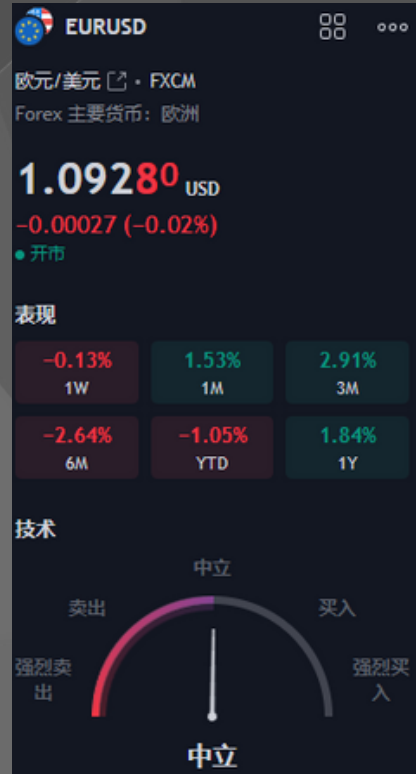 EURUSD
欧元/美元 • FXCM
Forex 主要货币：欧洲
1.09280 USD
−0.00027 (−0.02%)
开市
表现
−0.13% 1.53% 2.91%
1W 1M 3M
−2.64% −1.05% 1.84%
6M YTD 1Y
技术
中立
卖出 买入
强烈卖 强烈买
出 入
中立